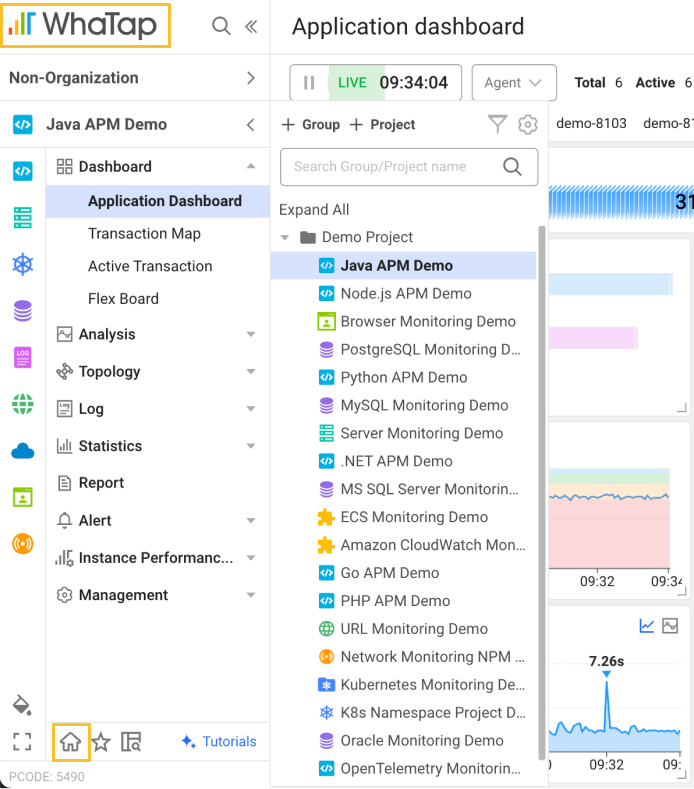 WhaTap
Non-Organization
Java APM Demo
Dashboard
Application Dashboard
Transaction Map
Active Transaction
Flex Board
Analysis
Topology
LOG
Log
Statistics
Report
Alert
Instance Performanc...
Management
Tutorials
PCODE: 5490
Application dashboard
LIVE 09:34:04 Agent Total 6 Active 6
+ Group + Project
demo-8103
Search Group/Project name
Expand All
Demo Project
Java APM Demo
Node.js APM Demo
Browser Monitoring Demo
PostgreSQL Monitoring D...
Python APM Demo
MySQL Monitoring Demo
Server Monitoring Demo
.NET APM Demo
MS SQL Server Monitorin...
ECS Monitoring Demo
Amazon CloudWatch Mon...
Go APM Demo
PHP APM Demo
URL Monitoring Demo
Network Monitoring NPM ...
Kubernetes Monitoring De...
K8s Namespace Project D...
Oracle Monitoring Demo
OpenTelemetry Monitorin...
09:32
7.26s
09:32